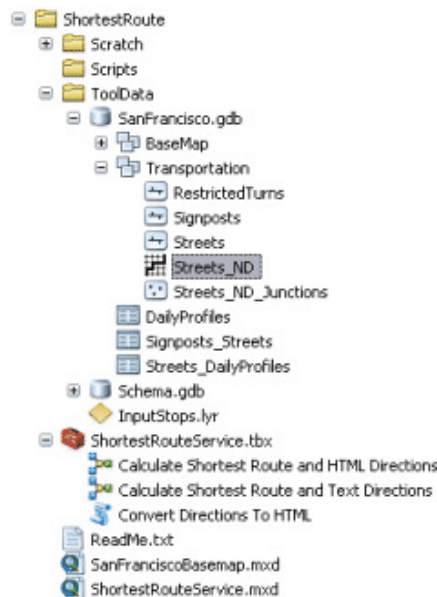 ShortestRoute
Scratch
Scripts
ToolData
SanFrancisco.gdb
BaseMap
Transportation
RestrictedTurns
Signposts
Streets
Streets_ND
Streets_ND_Junctions
DailyProfiles
Signposts_Streets
Streets_DailyProfiles
Schema.gdb
InputStops.lyr
ShortestRouteService.tbx
Calculate Shortest Route and HTML Directions
Calculate Shortest Route and Text Directions
Convert Directions To HTML
ReadMe.txt
SanFranciscoBasemap.mxd
ShortestRouteService.mxd